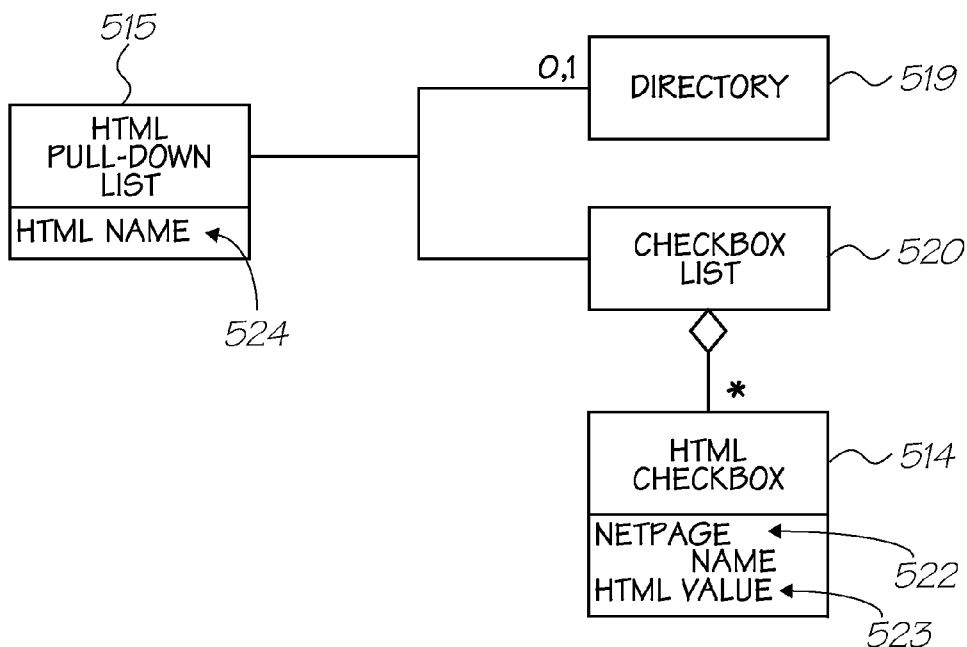 515
HTML
PULL-DOWN
LIST
HTML NAME
524
0,1
DIRECTORY
519
CHECKBOX
LIST
520
*
HTML
CHECKBOX
514
NETPAGE
NAME
HTML VALUE
522
523